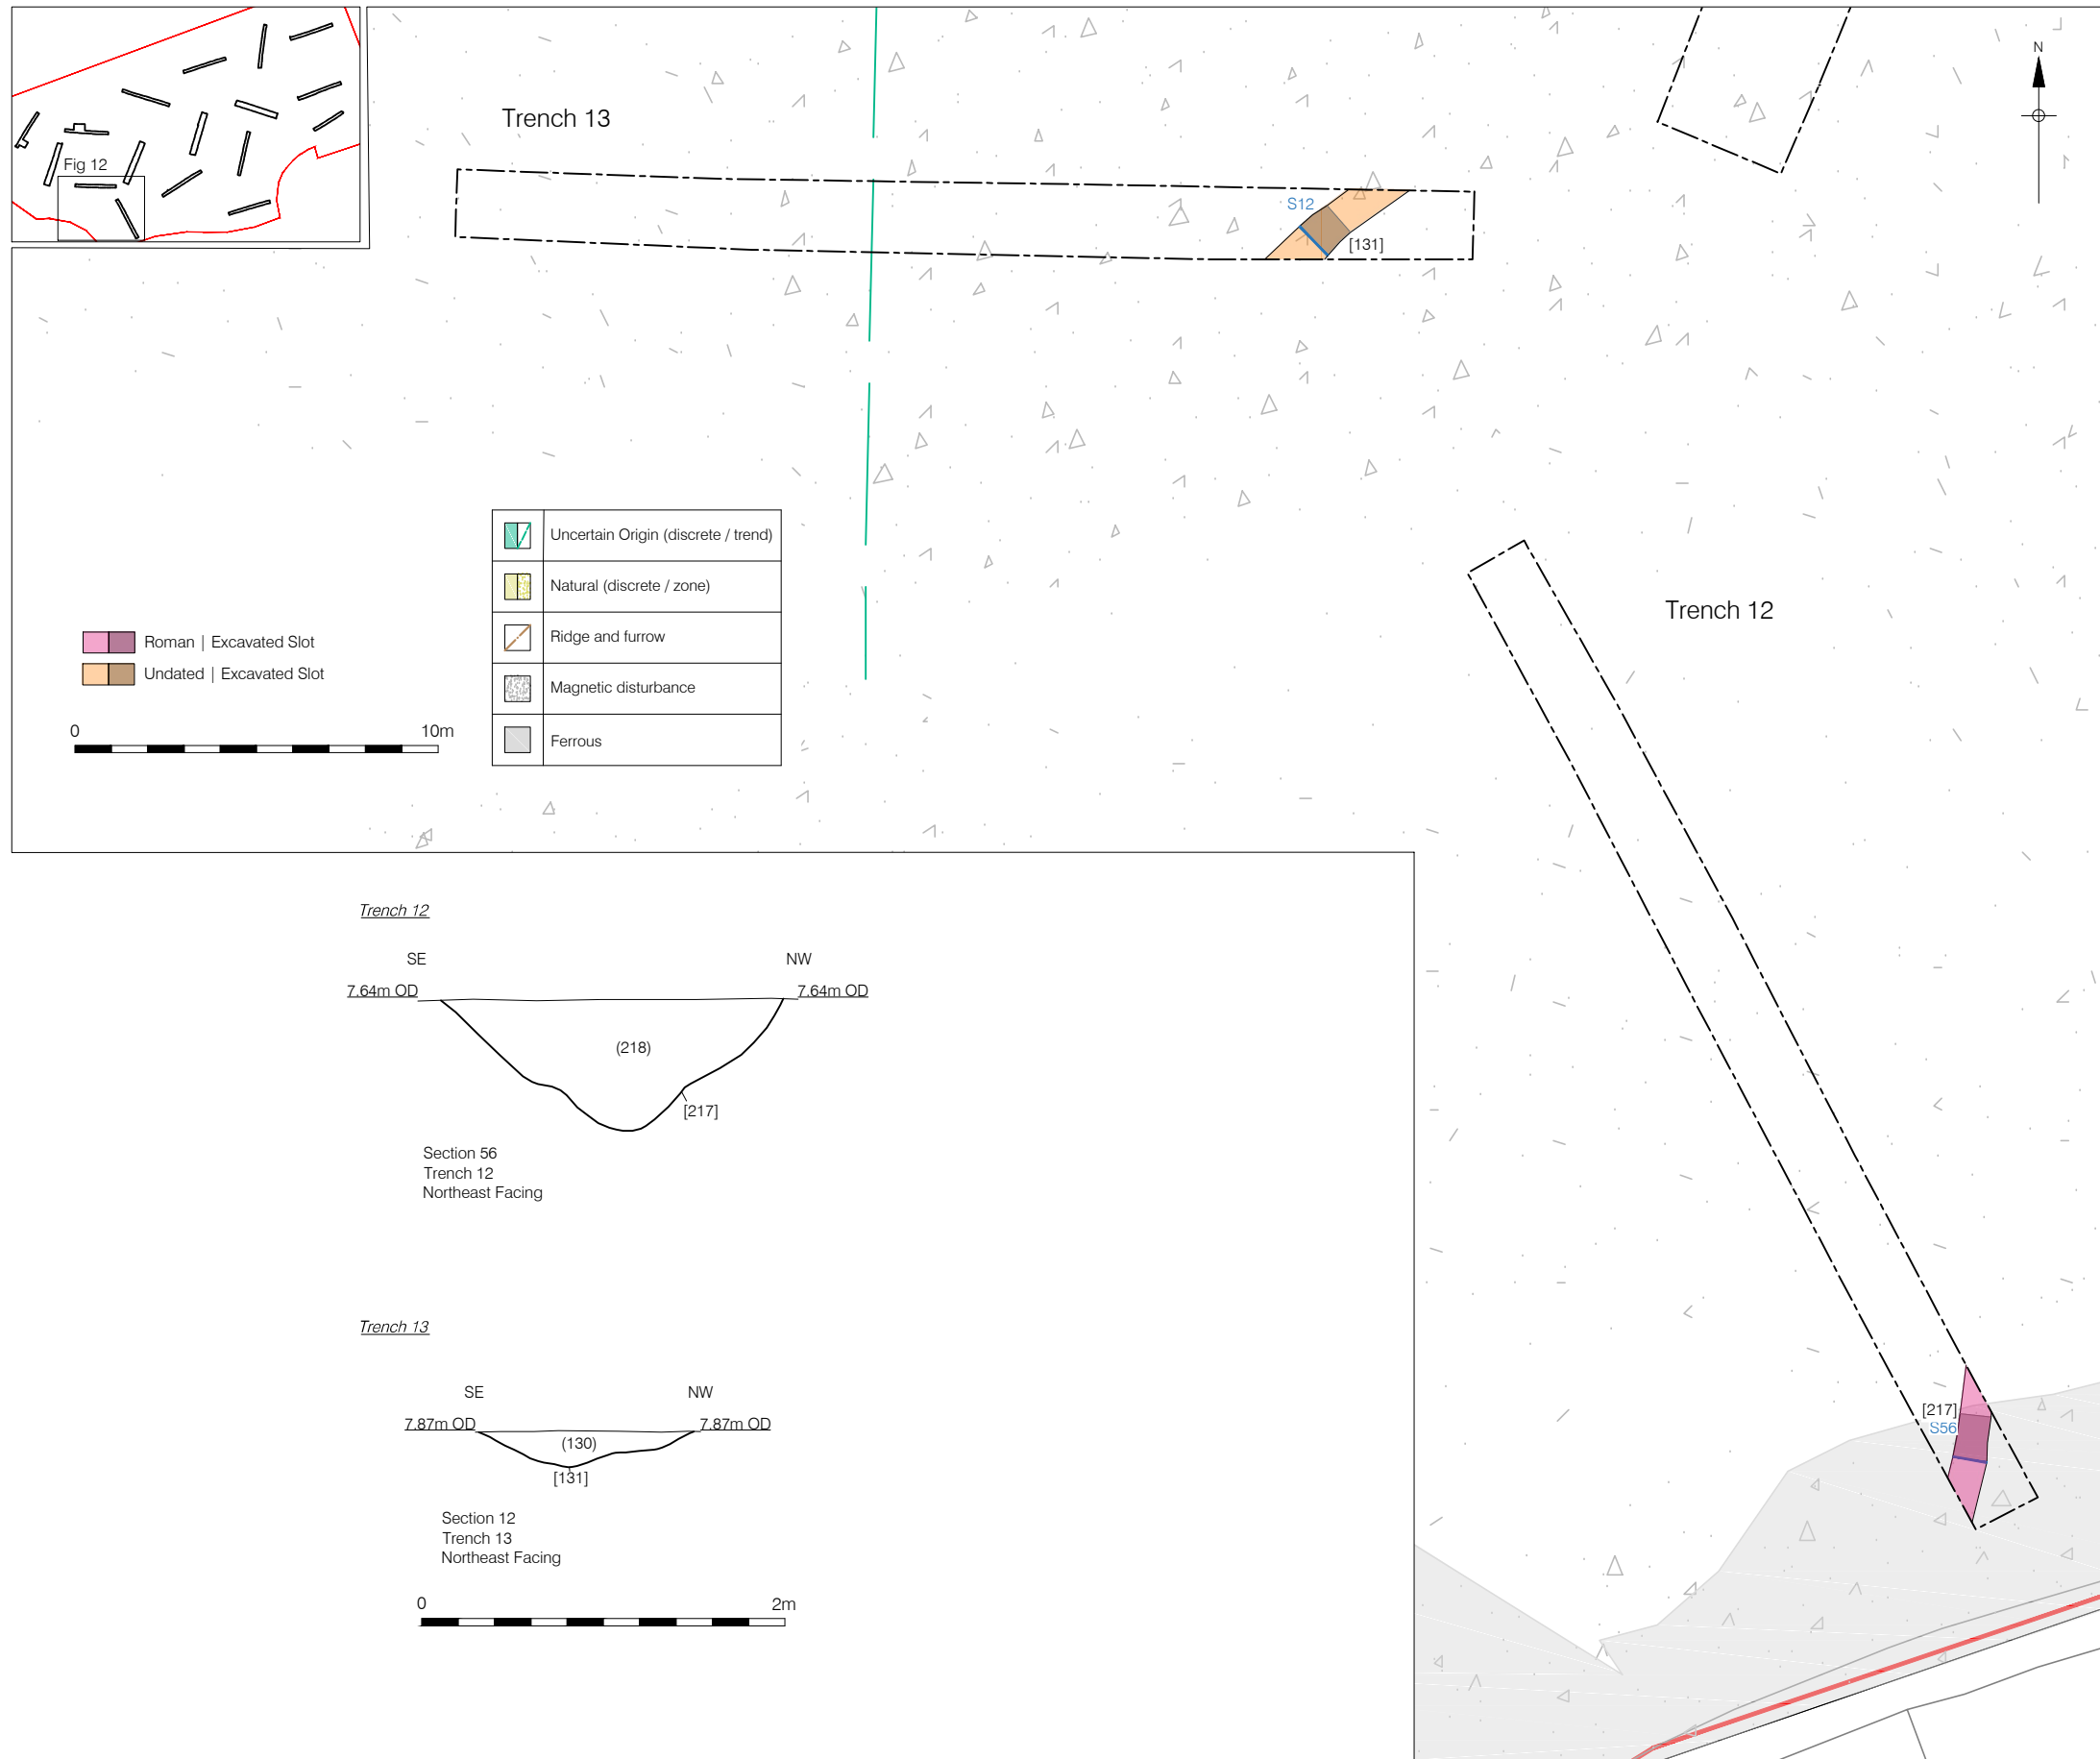 Fig 12
Trench 13
N
S12
[131]
Trench 12
Uncertain Origin (discrete / trend)
Natural (discrete / zone)
Ridge and furrow
Magnetic disturbance
Ferrous
Roman | Excavated Slot
Undated | Excavated Slot
0 10m
[217]
S56
Trench 12
SE NW
7.64m OD 7.64m OD
(218)
[217]
Section 56
Trench 12
Northeast Facing
Trench 13
SE NW
7.87m OD 7.87m OD
(130)
[131]
Section 12
Trench 13
Northeast Facing
0 2m